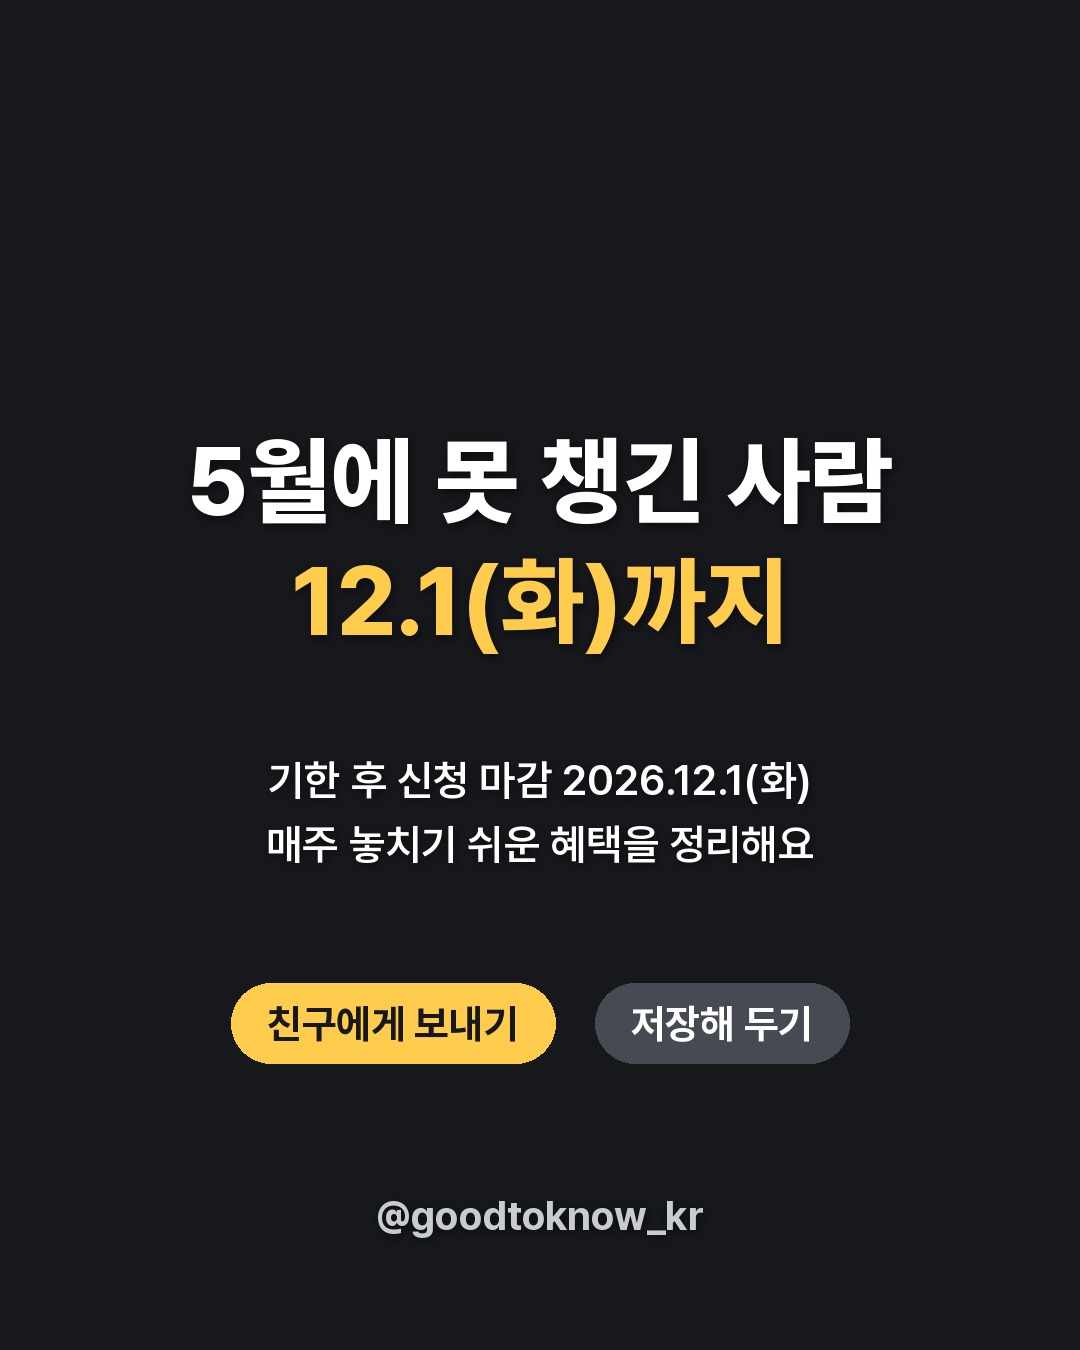 5월에 못 챙긴 사람
12.1(화)까지
기한 후 신청 마감 2026.12.1(화)
매주 놓치기 쉬운 혜택을 정리해요
친구에게 보내기
저장해 두기
@goodtoknow_kr